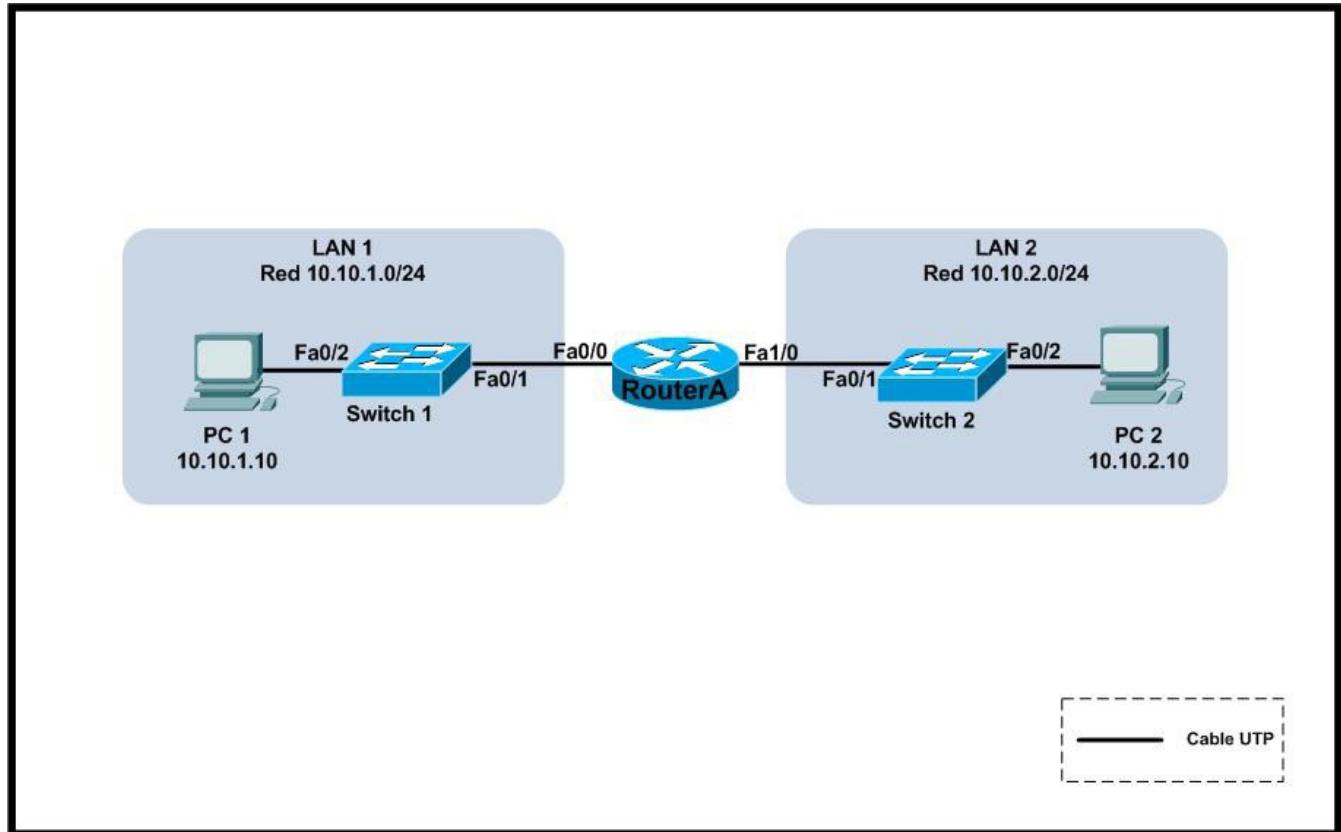 LAN 1
Red 10.10.1.0/24
LAN 2
Red 10.10.2.0/24
Fa0/2
Fa0/1
Fa0/0
RouterA
Fa1/0
Fa0/1
Fa0/2
Switch 1
Switch 2
PC 1
10.10.1.10
PC 2
10.10.2.10
Cable UTP